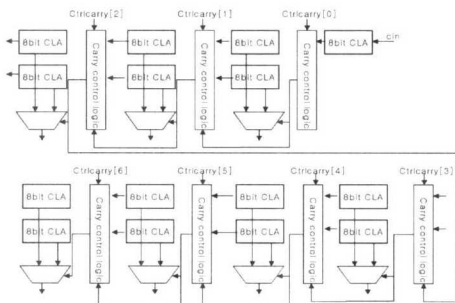 Ctrlcarry[2] Ctrlcarry[1] Ctrlcarry[0]
8bit CLA 8bit CLA 8bit CLA 8bit CLA cin
8bit CLA 8bit CLA 8bit CLA
Carry control logic
Carry control logic
Carry control logic
Ctrlcarry[6] Ctrlcarry[5] Ctrlcarry[4] Ctrlcarry[3]
8bit CLA 8bit CLA 8bit CLA 8bit CLA
8bit CLA 8bit CLA 8bit CLA 8bit CLA
Carry control logic
Carry control logic
Carry control logic
Carry control logic